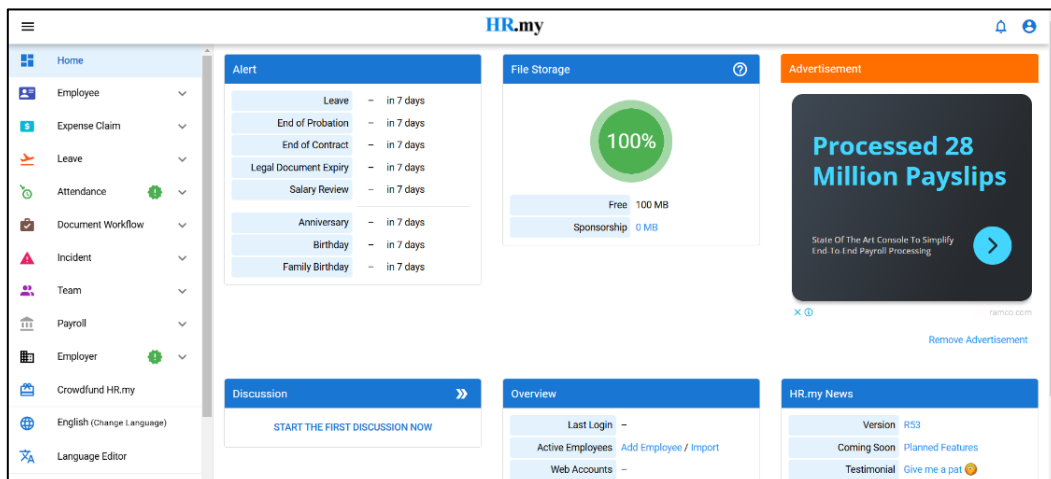 HR.my
Home
Employee
Expense Claim
Leave
Attendance
Document Workflow
Incident
Team
Payroll
Employer
Crowdfund HR.my
English (Change Language)
Language Editor
Alert
Leave – in 7 days
End of Probation – in 7 days
End of Contract – in 7 days
Legal Document Expiry – in 7 days
Salary Review – in 7 days
Anniversary – in 7 days
Birthday – in 7 days
Family Birthday – in 7 days
File Storage
100%
Free 100 MB
Sponsorship 0 MB
Advertisement
Processed 28
Million Payslips
State Of The Art Console To Simplify
End-To-End Payroll Processing
ramco.com
Remove Advertisement
Discussion
START THE FIRST DISCUSSION NOW
Overview
Last Login –
Active Employees Add Employee / Import
Web Accounts –
HR.my News
Version R53
Coming Soon Planned Features
Testimonial Give me a pat